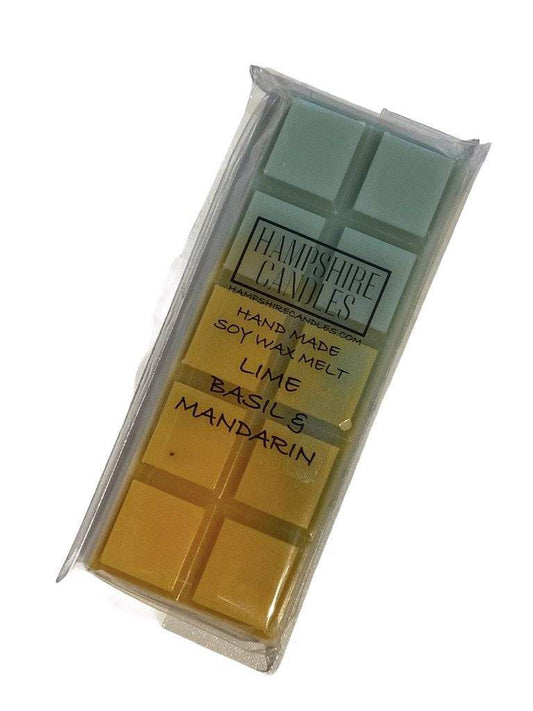 HAMPSHIRE
CANDLES
HAMPSHIRECANDLES.COM
HAND MADE
SOY WAX MELT
LIME
BASIL &
MANDARIN